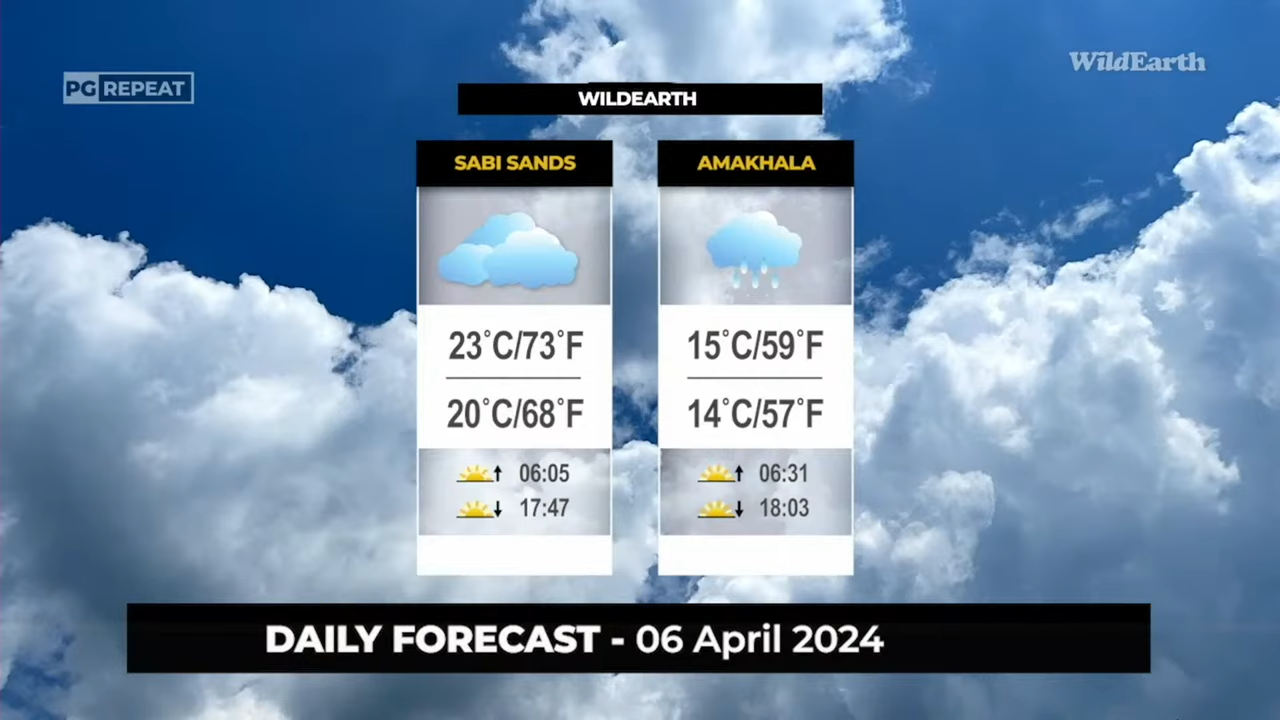 PG REPEAT
WildEarth
WILDEARTH
SABI SANDS
23°C/73°F
20°C/68°F
06:05
17:47
AMAKHALA
15°C/59°F
14°C/57°F
06:31
18:03
DAILY FORECAST - 06 April 2024